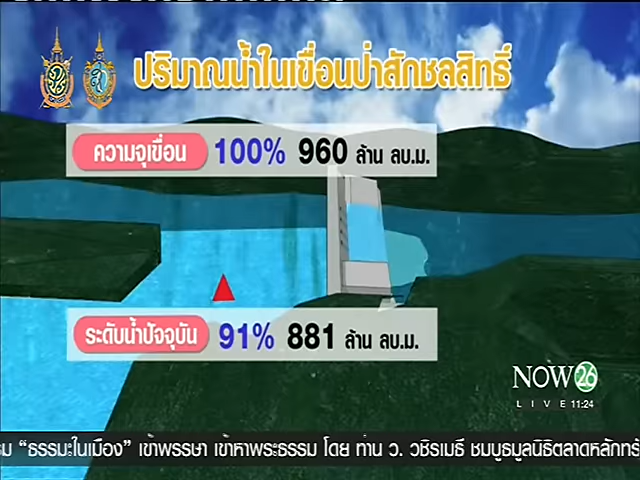 ปริมาณน้ำในเขื่อนป่าสักชลสิทธิ์
ความจุเขื่อน 100% 960 ล้าน ลบ.ม.
ระดับน้ำปัจจุบัน 91% 881 ล้าน ลบ.ม.
NOW26
LIVE 11:24
“ธรรมะในเมือง” เข้าพรรษา เข้าหาพระธรรม โดย ท่าน ว. วชิรเมธี ชมบูธมูลนิธิตลาดหลักทรั